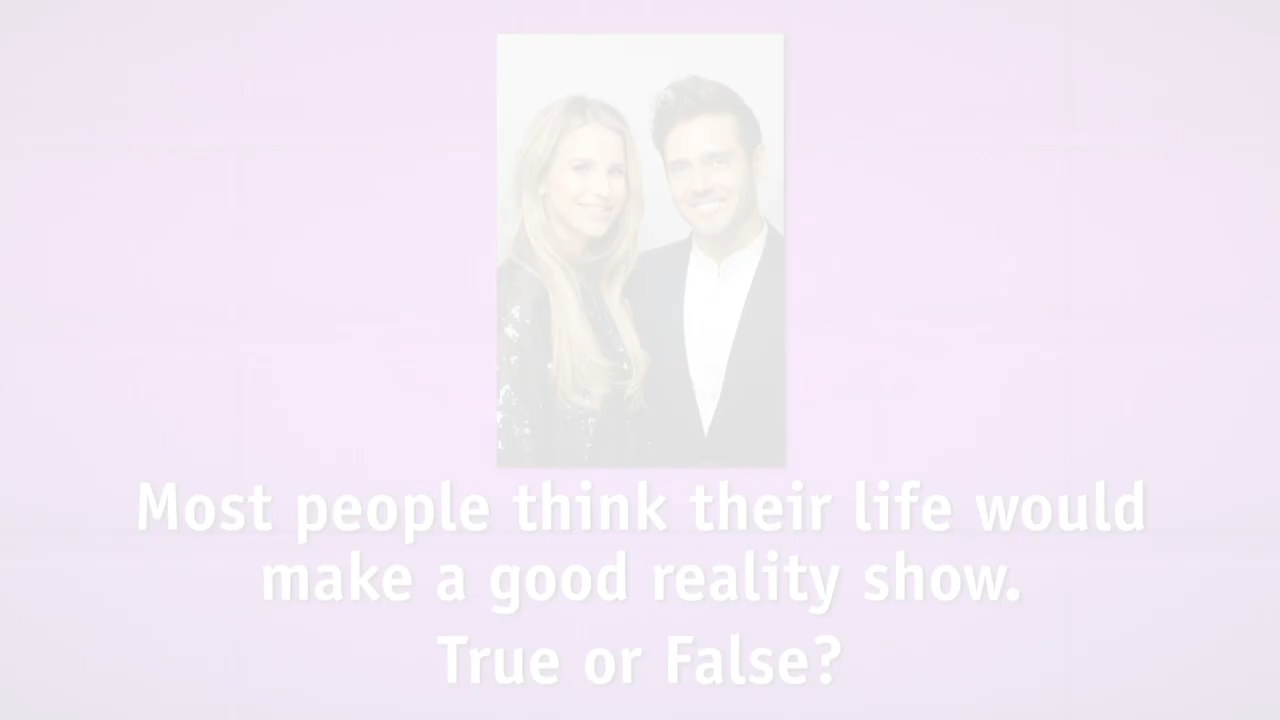 Most people think their life would
make a good reality show.
True or False?